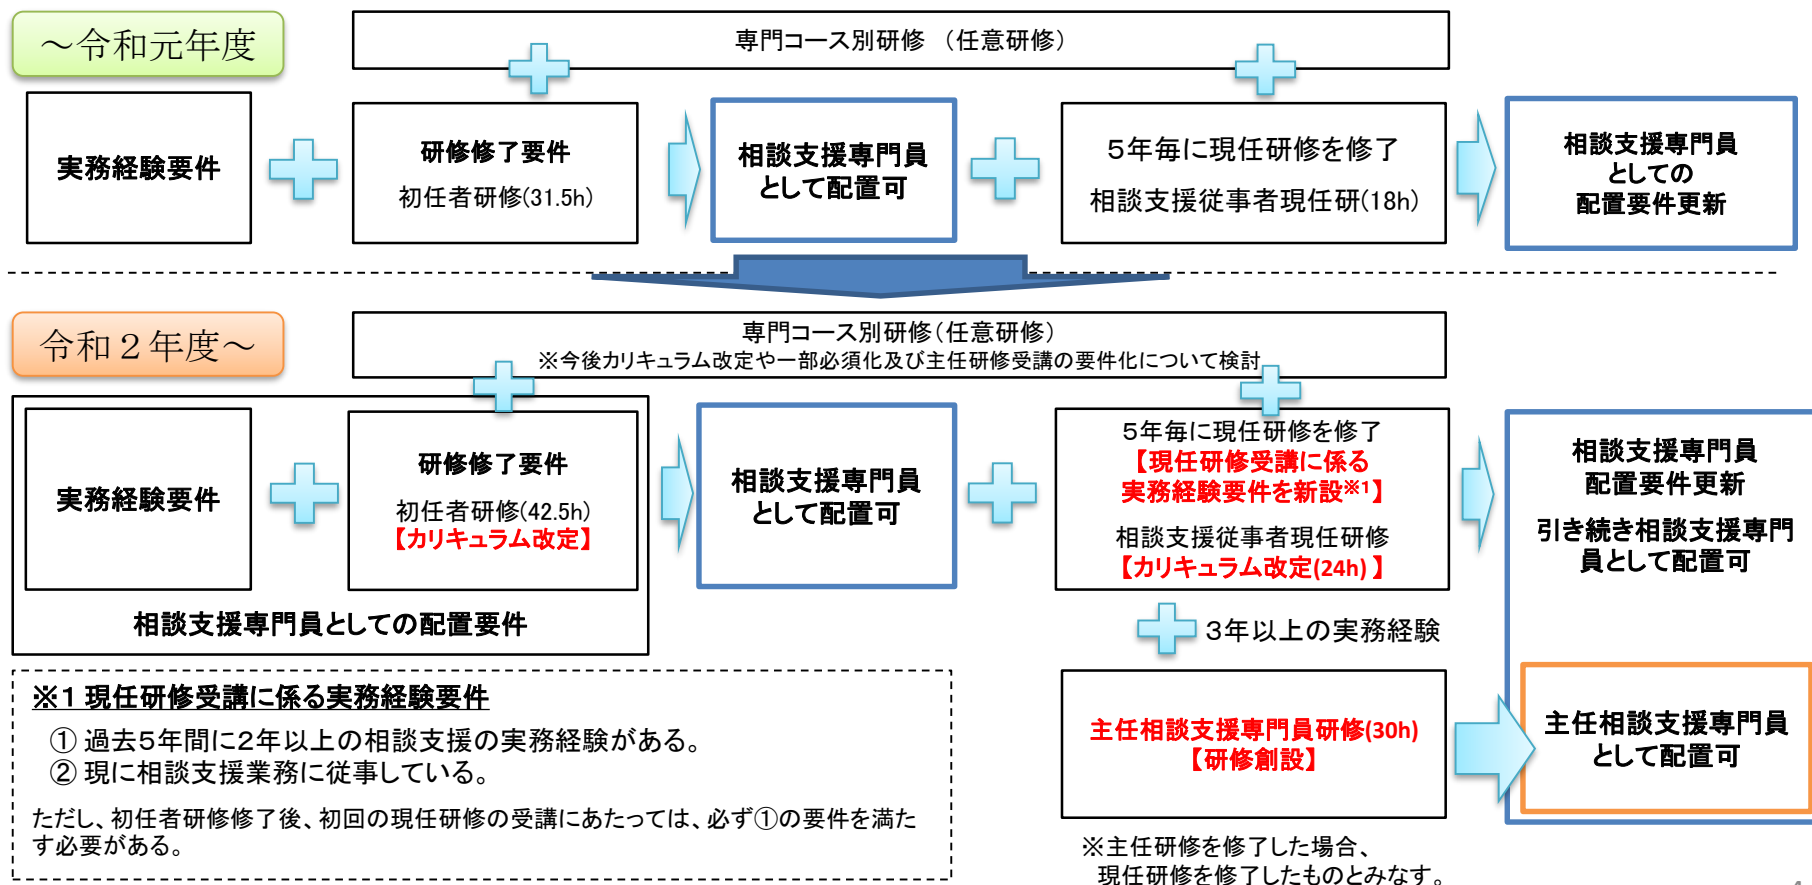 ～令和元年度
専門コース別研修 （任意研修）
実務経験要件
研修修了要件
初任者研修(31.5h)
相談支援専門員
として配置可
５年毎に現任研修を修了
相談支援従事者現任研(18h)
相談支援専門員
としての
配置要件更新
令和２年度～
専門コース別研修（任意研修）
※今後カリキュラム改定や一部必須化及び主任研修受講の要件化について検討
実務経験要件
研修修了要件
初任者研修(42.5h)
【カリキュラム改定】
相談支援専門員としての配置要件
相談支援専門員
として配置可
５年毎に現任研修を修了
【現任研修受講に係る
実務経験要件を新設※1】
相談支援従事者現任研修
【カリキュラム改定(24h) 】
相談支援専門員
配置要件更新
引き続き相談支援専門
員として配置可
３年以上の実務経験
主任相談支援専門員研修(30h)
【研修創設】
主任相談支援専門員
として配置可
※主任研修を修了した場合、
現任研修を修了したものとみなす。
※１ 現任研修受講に係る実務経験要件
① 過去５年間に２年以上の相談支援の実務経験がある。
② 現に相談支援業務に従事している。
ただし、初任者研修修了後、初回の現任研修の受講にあたっては、必ず①の要件を満た
す必要がある。